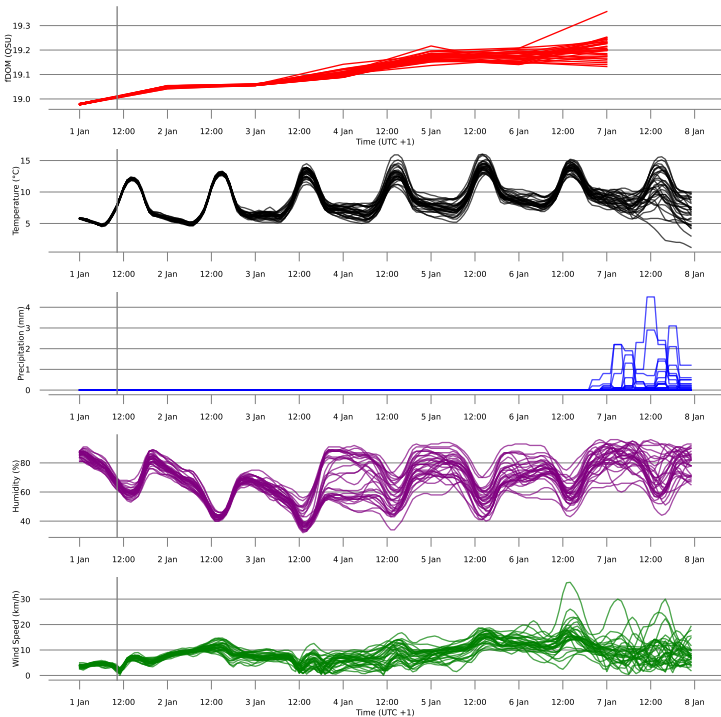 fDOM (QSU)
19.3
19.2
19.1
19.0
1 Jan 12:00 2 Jan 12:00 3 Jan 12:00 4 Jan 12:00 5 Jan 12:00 6 Jan 12:00 7 Jan 12:00 8 Jan
Time (UTC +1)
Temperature (°C)
15
10
5
1 Jan 12:00 2 Jan 12:00 3 Jan 12:00 4 Jan 12:00 5 Jan 12:00 6 Jan 12:00 7 Jan 12:00 8 Jan
Precipitation (mm)
4
3
2
1
0
1 Jan 12:00 2 Jan 12:00 3 Jan 12:00 4 Jan 12:00 5 Jan 12:00 6 Jan 12:00 7 Jan 12:00 8 Jan
Humidity (%)
80
60
40
1 Jan 12:00 2 Jan 12:00 3 Jan 12:00 4 Jan 12:00 5 Jan 12:00 6 Jan 12:00 7 Jan 12:00 8 Jan
Wind Speed (km/h)
30
20
10
0
1 Jan 12:00 2 Jan 12:00 3 Jan 12:00 4 Jan 12:00 5 Jan 12:00 6 Jan 12:00 7 Jan 12:00 8 Jan
Time (UTC +1)